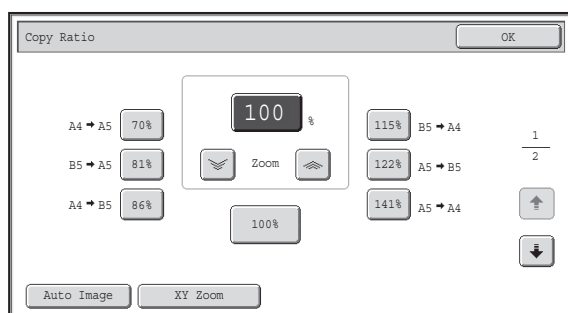 Copy Ratio OK
100 %
A4 → A5 70% 115% B5 → A4
B5 → A5 81% Zoom 122% A5 → B5
A4 → B5 86% 141% A5 → A4
1
2
100%
Auto Image XY Zoom